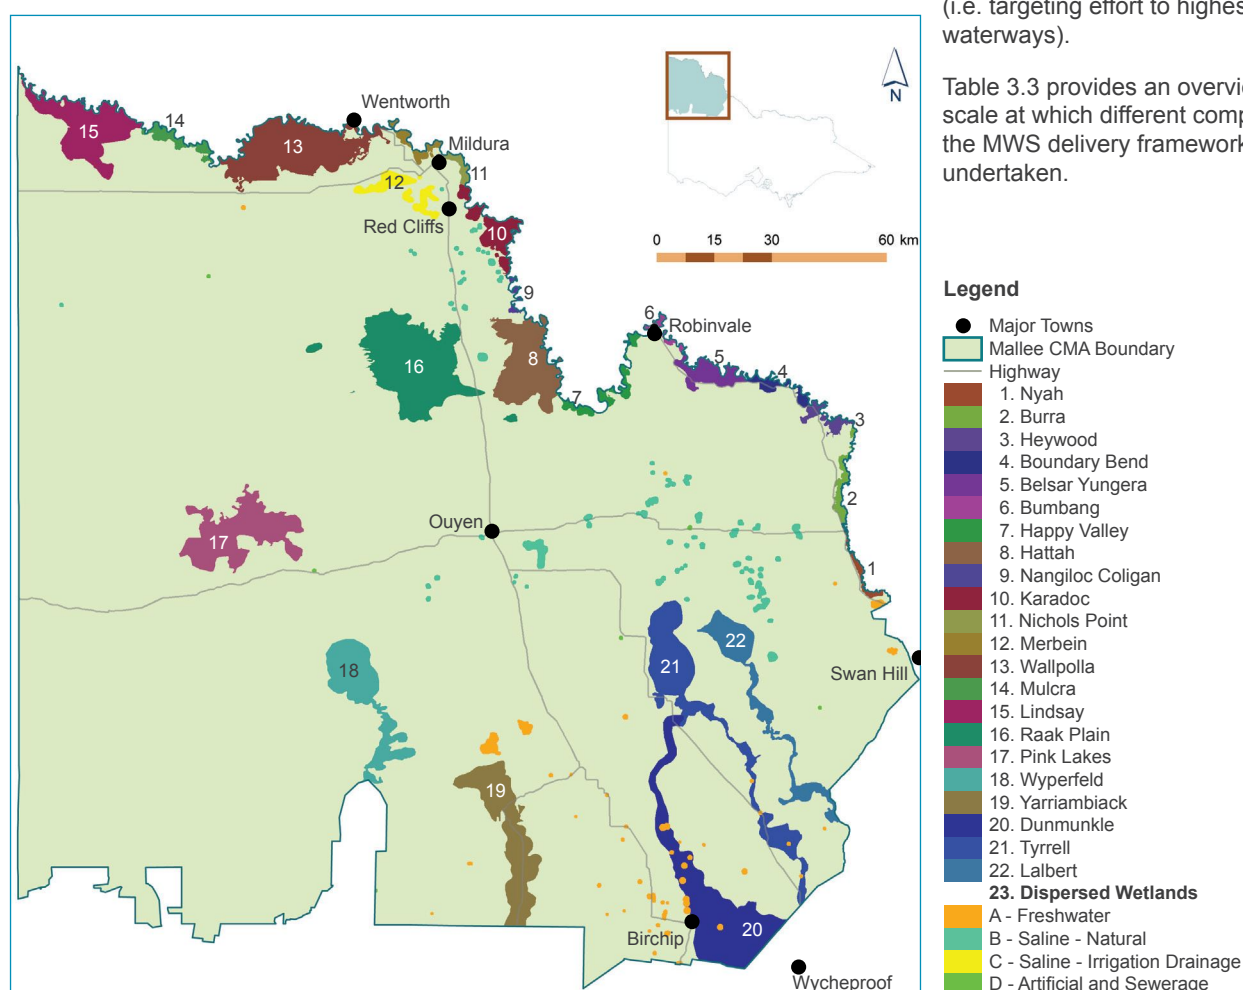 (i.e. targeting effort to highes
waterways).
Table 3.3 provides an overvie
scale at which different comp
the MWS delivery framework
undertaken.
N
0 15 30 60 km
Wentworth
Mildura
Red Cliffs
Robinvale
Ouyen
Swan Hill
Birchip
Wycheproof
15
14
13
12
11
10
9
8
16
7
6
5
4
3
2
1
17
18
19
20
21
22
Legend
Major Towns
Mallee CMA Boundary
Highway
1. Nyah
2. Burra
3. Heywood
4. Boundary Bend
5. Belsar Yungera
6. Bumbang
7. Happy Valley
8. Hattah
9. Nangiloc Coligan
10. Karadoc
11. Nichols Point
12. Merbein
13. Wallpolla
14. Mulcra
15. Lindsay
16. Raak Plain
17. Pink Lakes
18. Wyperfeld
19. Yarriambiack
20. Dunmunkle
21. Tyrrell
22. Lalbert
23. Dispersed Wetlands
A - Freshwater
B - Saline - Natural
C - Saline - Irrigation Drainage
D - Artificial and Sewerage